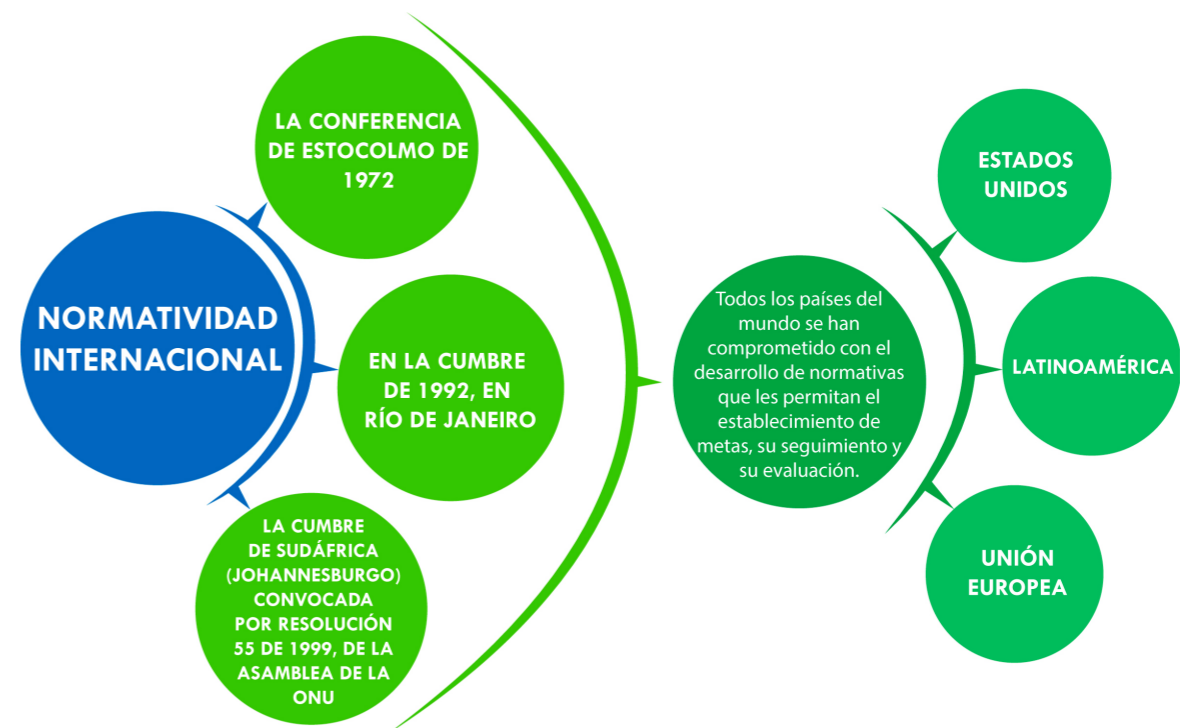 NORMATIVIDAD
INTERNACIONAL
LA CONFERENCIA
DE ESTOCOLMO DE
1972
EN LA CUMBRE
DE 1992, EN
RÍO DE JANEIRO
LA CUMBRE
DE SUDÁFRICA
(JOHANNESBURGO)
CONVOCADA
POR RESOLUCIÓN
55 DE 1999, DE LA
ASAMBLEA DE LA
ONU
Todos los países del
mundo se han
comprometido con el
desarrollo de normativas
que les permitan el
establecimiento de
metas, su seguimiento y
su evaluación.
ESTADOS
UNIDOS
LATINOAMÉRICA
UNIÓN
EUROPEA